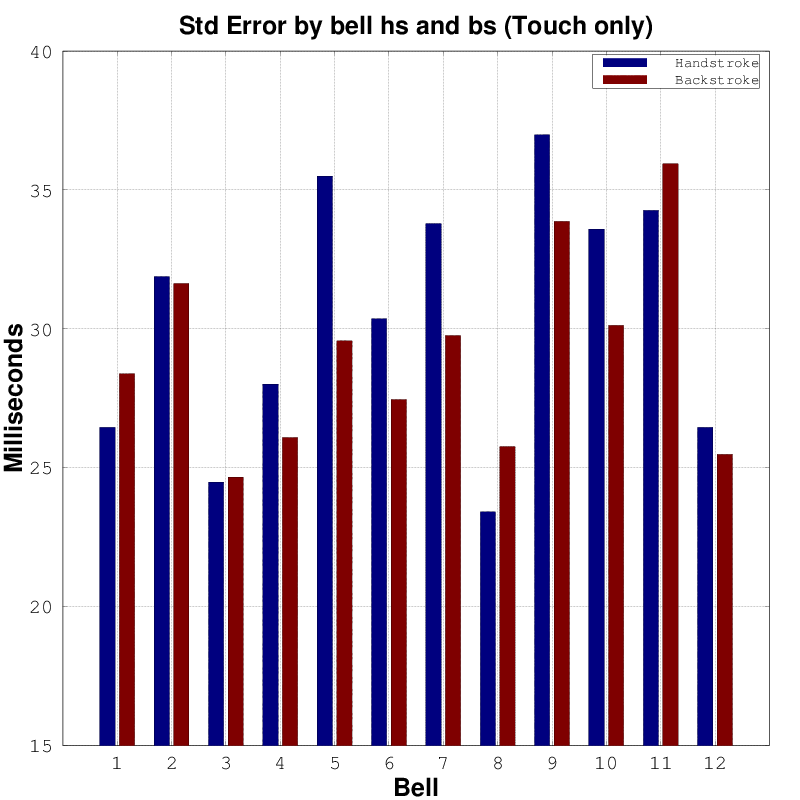 Std Error by bell hs and bs (Touch only)
40
Handstroke
Backstroke
35
30
Milliseconds
25
20
15
1 2 3 4 5 6 7 8 9 10 11 12
Bell